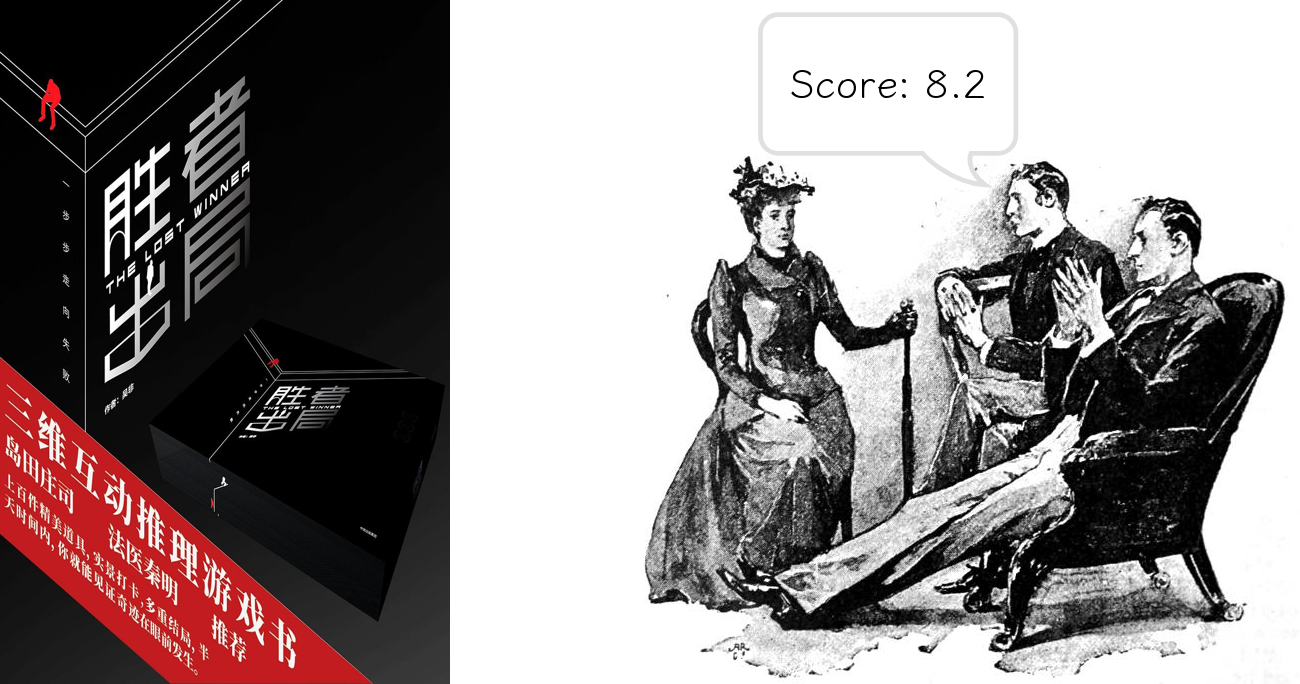 胜者
出局
THE LOST WINNER
一步步走向失败
作者:吴非
胜者
出局
THE LOST WINNER
三维互动推理游戏书
岛田庄司 法医秦明 推荐
上百件精美道具,实景打卡,多重结局,半
天时间内,你就能见证奇迹在眼前发生。
Score: 8.2